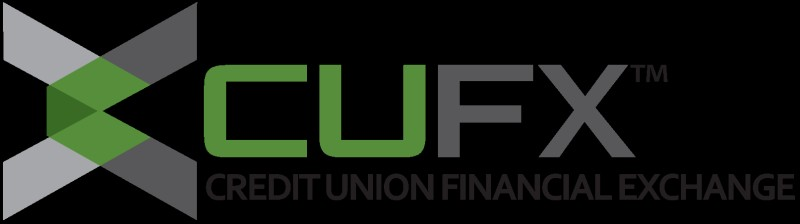 CUFX™
CREDIT UNION FINANCIAL EXCHANGE